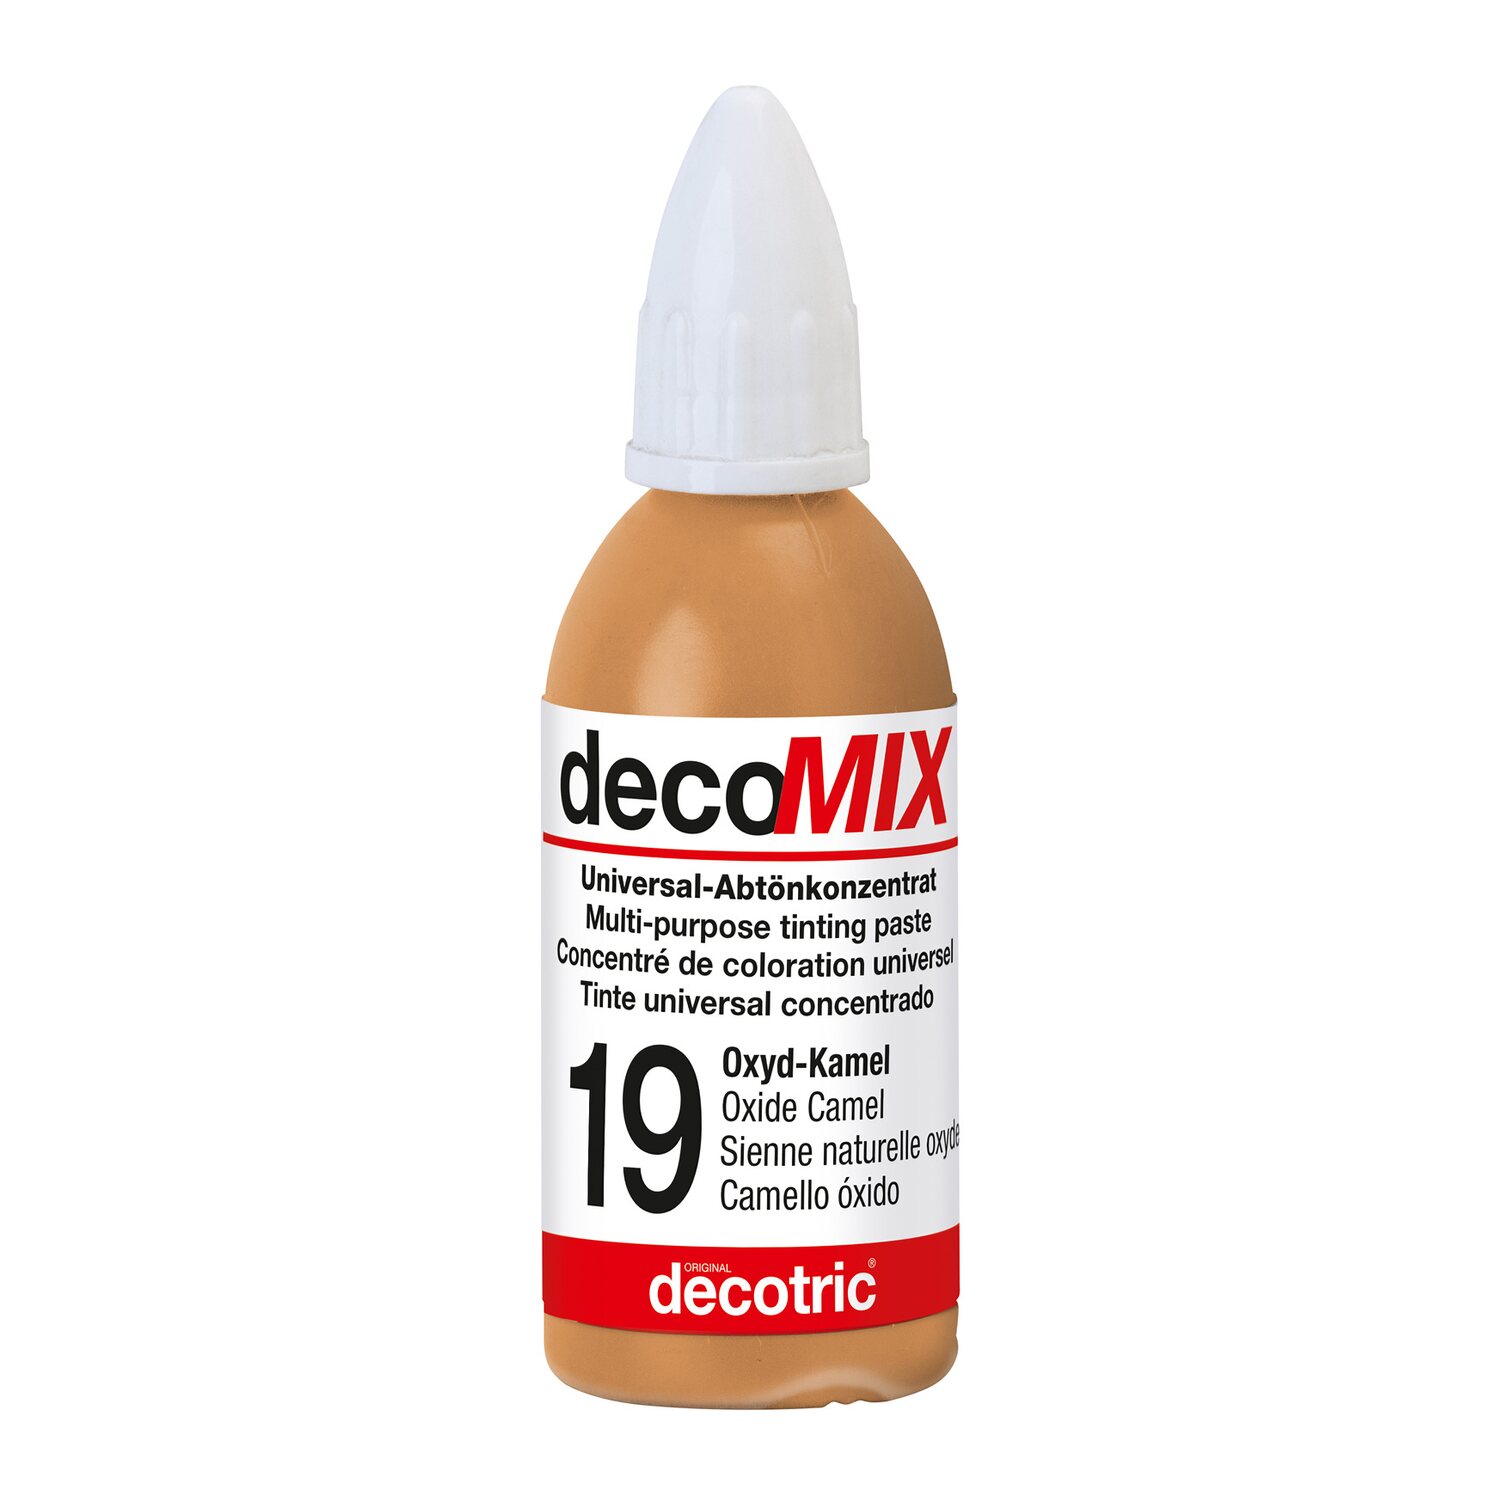 decoMIX
Universal-Abtönkonzentrat
Multi-purpose tinting paste
Concentré de coloration universel
Tinte universal concentrado
19
Oxyd-Kamel
Oxide Camel
Sienne naturelle oxyde
Camello óxido
ORIGINAL
decotric®